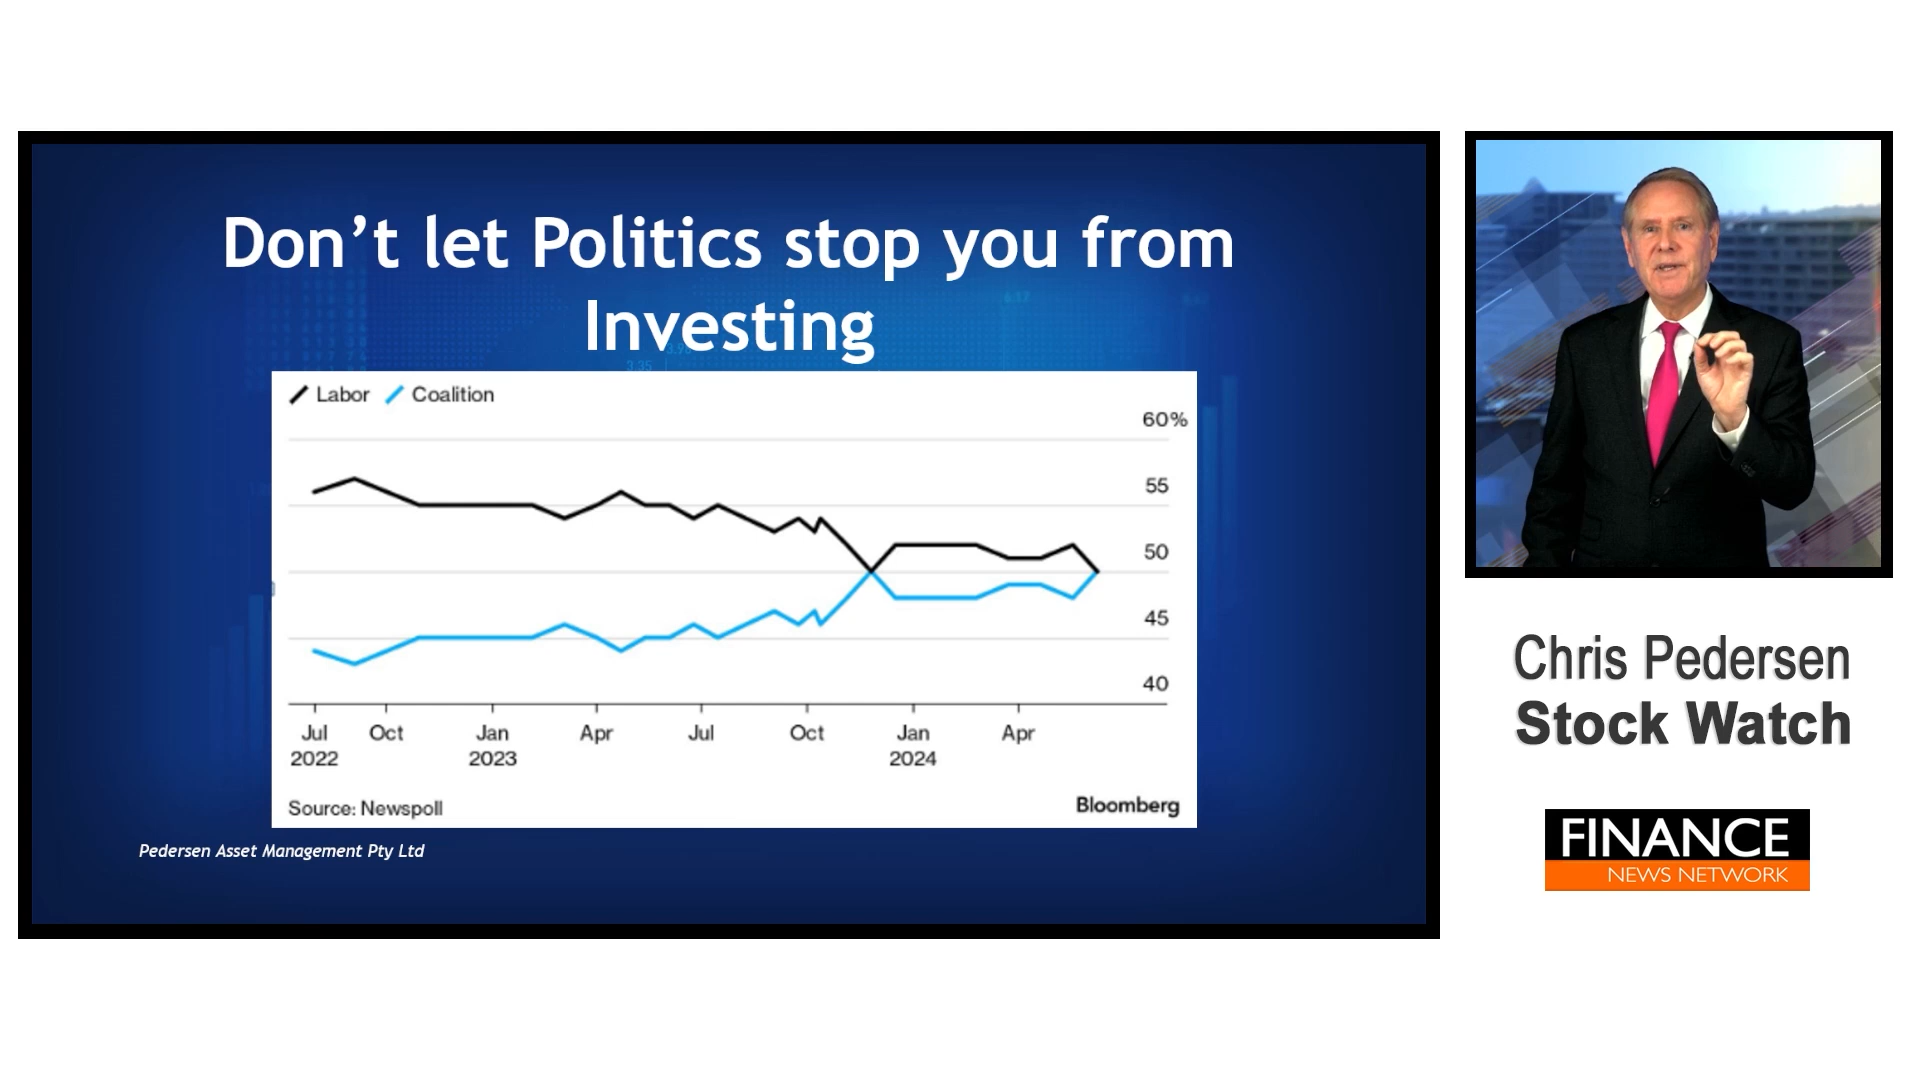 Don't let Politics stop you from
Investing
Labor Coalition
60%
55
50
45
40
Jul Oct Jan Apr Jul Oct Jan Apr
2022 2023 2024
Source: Newspoll
Bloomberg
Pedersen Asset Management Pty Ltd
Chris Pedersen
Stock Watch
FINANCE
NEWS NETWORK